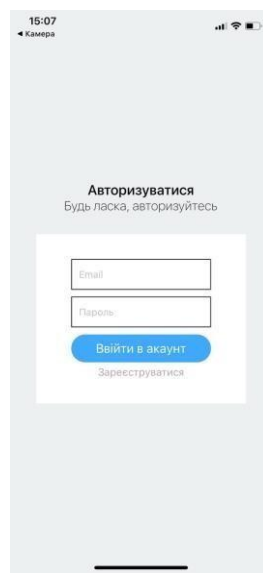 15:07
◀ Камера
Авторизуватися
Будь ласка, авторизуйтесь
Email
Пароль:
Ввійти в акаунт
Зареєструватися